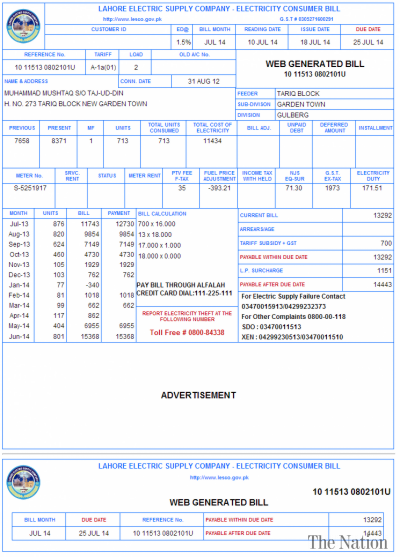 LAHORE ELECTRIC SUPPLY COMPANY - ELECTRICITY CONSUMER BILL
http://www.lesco.gov.pk G.S.T # 0303271600291
CUSTOMER ID ED@ BILL MONTH READING DATE ISSUE DATE DUE DATE
1.5% JUL 14 10 JUL 14 18 JUL 14 25 JUL 14
REFERENCE No. TARIFF LOAD OLD A/C No.
10 11513 0802101U A-1a(01) 2
WEB GENERATED BILL
10 11513 0802101U
NAME & ADDRESS CONN. DATE 31 AUG 12
MUHAMMAD MUSHTAQ S/O TAJ-UD-DIN
H. NO. 273 TARIQ BLOCK NEW GARDEN TOWN
FEEDER TARIQ BLOCK
SUB-DIVISON GARDEN TOWN
DIVISION GULBERG
PREVIOUS PRESENT MF UNITS TOTAL UNITS CONSUMED TOTAL COST OF ELECTRICITY BILL ADJ. UNPAID DEBT DEFERRED AMOUNT INSTALLMENT
7658 8371 1 713 713 11434
METER No. SRVC. RENT STATUS METER RENT PTV FEE F-TAX FUEL PRICE ADJUSTMENT INCOME TAX WITH HELD NJS EQ-SUR G.S.T. EX-TAX ELECTRICITY DUTY
S-5251917 35 -393.21 71.30 1973 171.51
MONTH UNITS BILL PAYMENT
Jul-13 876 11743 12730
Aug-13 820 9854 9854
Sep-13 624 7149 7149
Oct-13 460 4730 4730
Nov-13 105 1929 1929
Dec-13 103 762 762
Jan-14 77 -340
Feb-14 81 1018 1018
Mar-14 99 662 662
Apr-14 117 862
May-14 404 6955 6955
Jun-14 801 15368 15368
BILL CALCULATION
700 x 16.000
13 x 18.000
17.000 x 1.000
18.000 x 0.000
PAY BILL THROUGH ALFALAH
CREDIT CARD DIAL:111-225-111
REPORT ELECTRICITY THEFT AT THE
FOLLOWING NUMBER
Toll Free # 0800-84338
CURRENT BILL 13292
ARREARS/AGE
TARIFF SUBSIDY + GST 700
PAYABLE WITHIN DUE DATE 13292
L.P. SURCHARGE 1151
PAYABLE AFTER DUE DATE 14443
For Electric Supply Failure Contact
03470015913/04299232373
For Other Complaints 0800-00-118
SDO : 03470011513
XEN : 04299230513/03470011510
ADVERTISEMENT
LAHORE ELECTRIC SUPPLY COMPANY - ELECTRICITY CONSUMER BILL
http://www.lesco.gov.pk
10 11513 0802101U
WEB GENERATED BILL
BILL MONTH DUE DATE REFERENCE No. PAYABLE WITHIN DUE DATE 13292
JUL 14 25 JUL 14 10 11513 0802101U PAYABLE AFTER DUE DATE 14443
The Nation